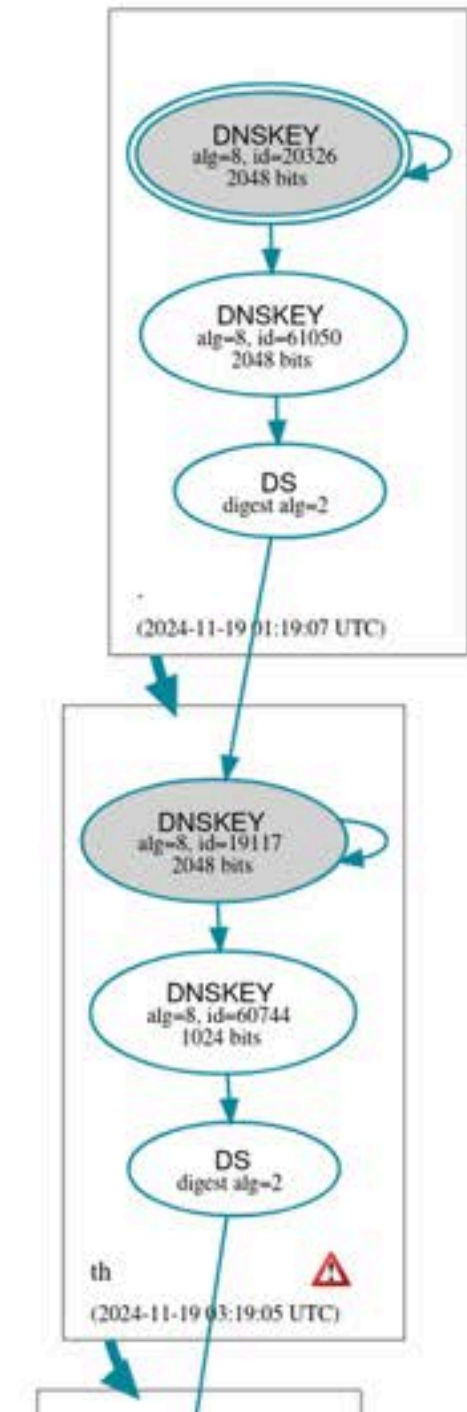 DNSKEY
alg=8, id=20326
2048 bits
DNSKEY
alg=8, id=61050
2048 bits
DS
digest alg=2
.
(2024-11-19 01:19:07 UTC)
DNSKEY
alg=8, id=19117
2048 bits
DNSKEY
alg=8, id=60744
1024 bits
DS
digest alg=2
th
(2024-11-19 03:19:05 UTC)